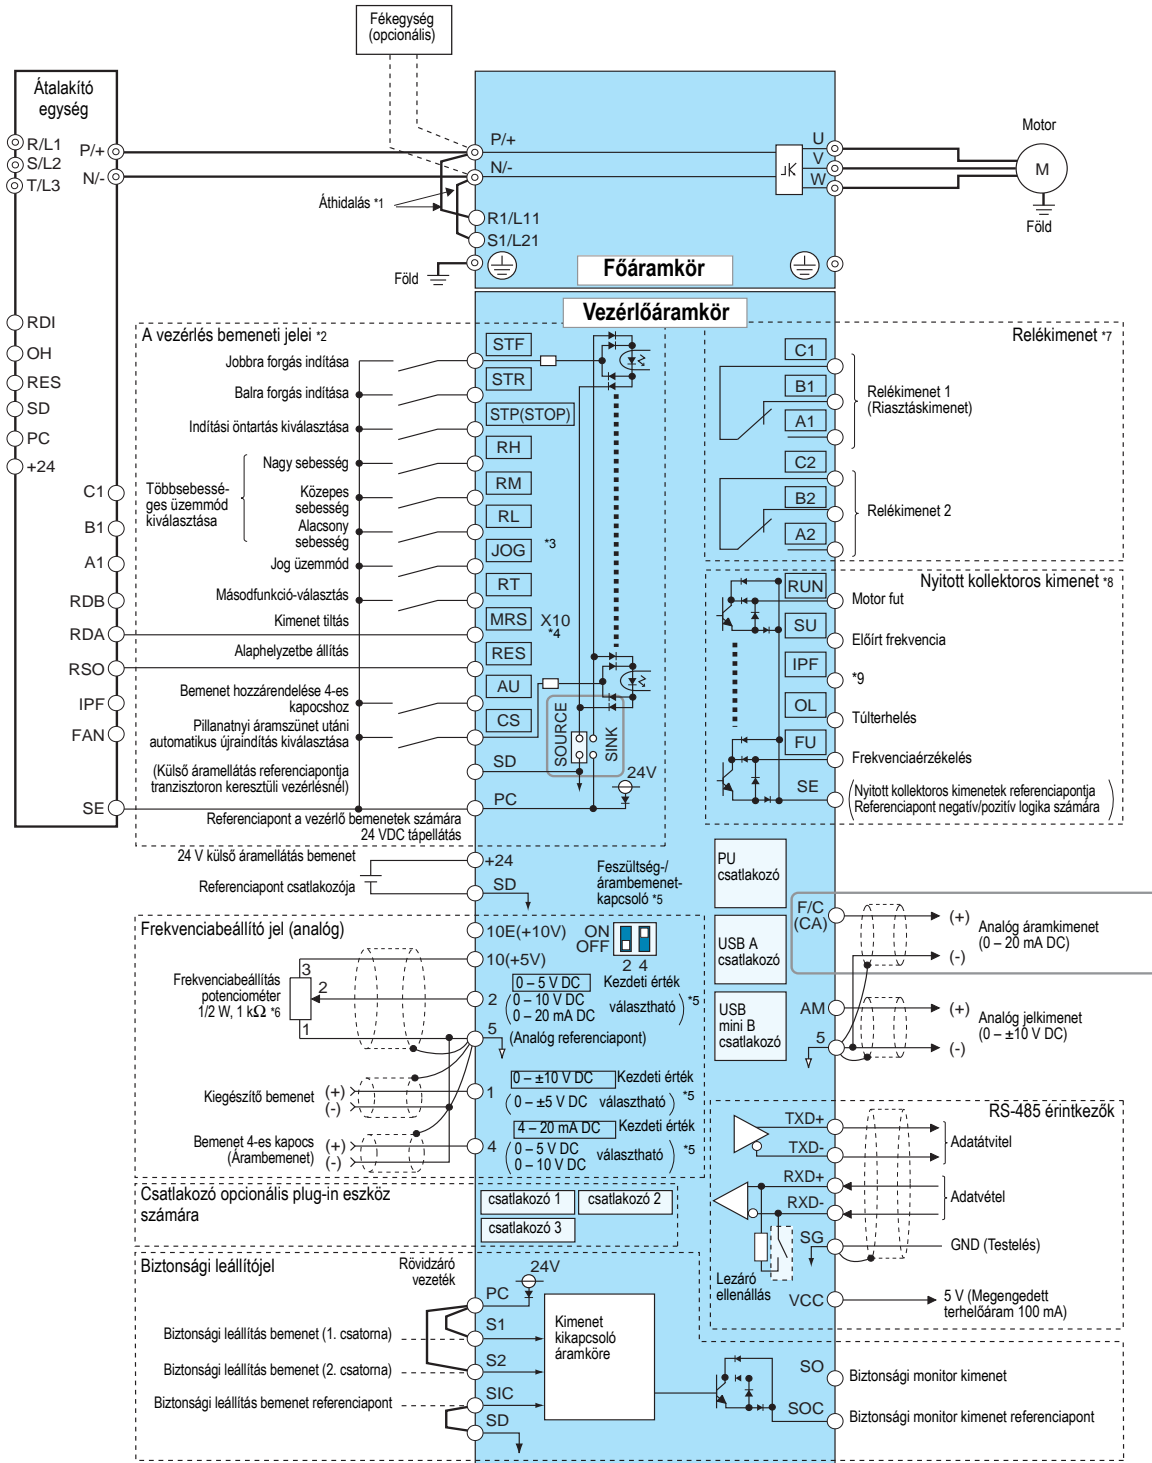 Fékegység
(opcionális)
Átalakító
egység
R/L1
S/L2
T/L3
P/+
N/-
P/+
N/-
Áthidalás *1
R1/L11
S1/L21
Föld
Főáramkör
U
V
W
Motor
M
Föld
Vezérlőáramkör
RDI
OH
RES
SD
PC
+24
C1
B1
A1
RDB
RDA
RSO
IPF
FAN
SE
A vezérlés bemeneti jelei *2
Jobbra forgás indítása
Balra forgás indítása
Indítási öntartás kiválasztása
Többsebessé-
ges üzemmód
kiválasztása
Nagy sebesség
Közepes
sebesség
Alacsony
sebesség
Jog üzemmód
Másodfunkció-választás
Kimenet tiltás
Alaphelyzetbe állítás
Bemenet hozzárendelése 4-es
kapocshoz
Pillanatnyi áramszünet utáni
automatikus újraindítás kiválasztása
(Külső áramellátás referenciapontja
tranzisztoron keresztüli vezérlésnél)
Referenciapont a vezérlő bemenetek számára
24 VDC tápellátás
STF
STR
STP(STOP)
RH
RM
RL
JOG *3
RT
MRS X10
*4
RES
AU
CS
SD
PC
SOURCE
SINK
24V
Relékimenet *7
C1
B1
A1
Relékimenet 1
(Riasztáskimenet)
C2
B2
A2
Relékimenet 2
Nyitott kollektoros kimenet *8
RUN
Motor fut
SU
Előírt frekvencia
IPF
*9
OL
Túlterhelés
FU
Frekvenciaérzékelés
SE
(Nyitott kollektoros kimenetek referenciapontja
Referenciapont negatív/pozitív logika számára)
24 V külső áramellátás bemenet
+24
Referenciapont csatlakozója
SD
Feszültség-/
árambemenet-
kapcsoló *5
ON
OFF
2 4
PU
csatlakozó
USB A
csatlakozó
USB
mini B
csatlakozó
F/C
(CA)
(+)
(-)
Analóg áramkimenet
(0 – 20 mA DC)
AM
5
(+)
(-)
Analóg jelkimenet
(0 – ±10 V DC)
Frekvenciabeállító jel (analóg)
10E(+10V)
10(+5V)
Frekvenciabeállítás
potenciométer
1/2 W, 1 kΩ *6
3
2
1
2
0 – 5 V DC Kezdeti érték
(0 – 10 V DC
0 – 20 mA DC választható) *5
5
(Analóg referenciapont)
Kiegészítő bemenet
(+)
(-)
1
0 – ±10 V DC Kezdeti érték
(0 – ±5 V DC választható) *5
Bemenet 4-es kapocs
(Árambemenet)
(+)
(-)
4
4 – 20 mA DC Kezdeti érték
(0 – 5 V DC
0 – 10 V DC választható) *5
RS-485 érintkezők
TXD+
TXD-
Adatátvitel
RXD+
RXD-
Adatvétel
SG
GND (Testelés)
Lezáró
ellenállás
VCC
5 V (Megengedett
terhelőáram 100 mA)
Csatlakozó opcionális plug-in eszköz
számára
csatlakozó 1
csatlakozó 2
csatlakozó 3
Biztonsági leállítójel
Rövidzáró
vezeték
24V
PC
S1
S2
SIC
SD
Biztonsági leállítás bemenet (1. csatorna)
Biztonsági leállítás bemenet (2. csatorna)
Biztonsági leállítás bemenet referenciapont
Kimenet
kikapcsoló
áramköre
SO
Biztonsági monitor kimenet
SOC
Biztonsági monitor kimenet referenciapont